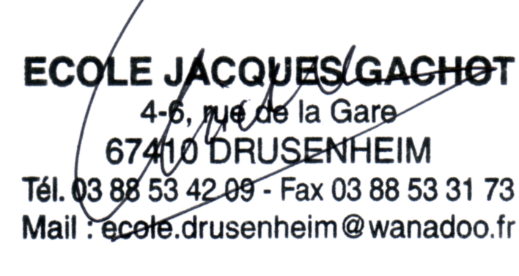 ECOLE JACQUES GACHOT
4-6, rue de la Gare
67410 DRUSENHEIM
Tél. 03 88 53 42 09 - Fax 03 88 53 31 73
Mail : ecole.drusenheim@wanadoo.fr